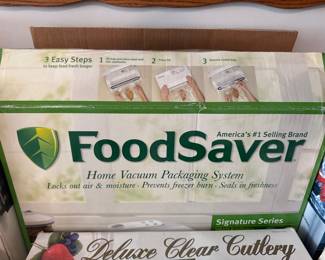 3 Easy Steps
to keep food fresh longer
1
2
3
America's #1 Selling Brand
FoodSaver
Home Vacuum Packaging System
Locks out air & moisture · Prevents freezer burn · Seals in freshness
Signature Series
Deluxe Clear Cutlery